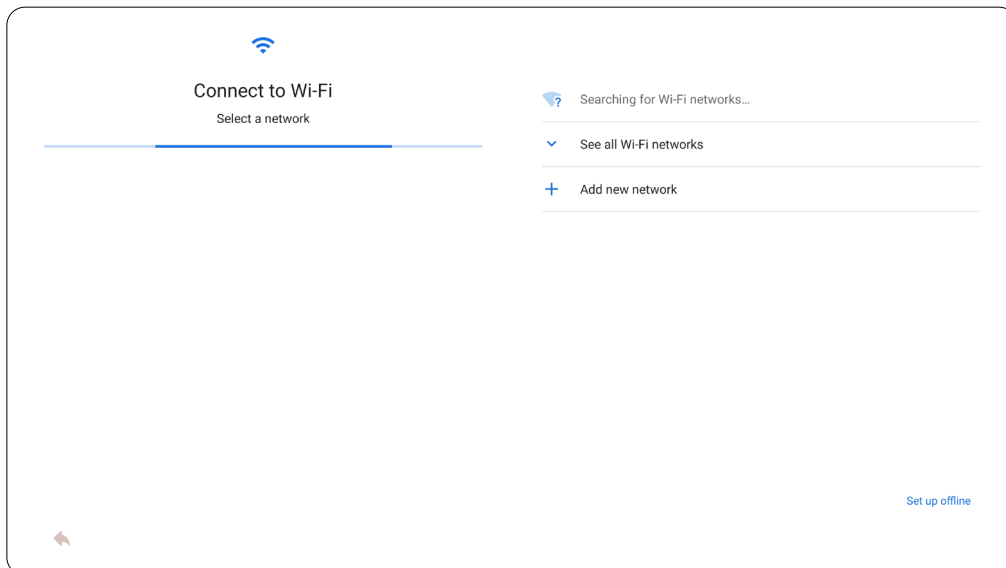 Connect to Wi-Fi
Select a network
Searching for Wi-Fi networks…
See all Wi-Fi networks
Add new network
Set up offline